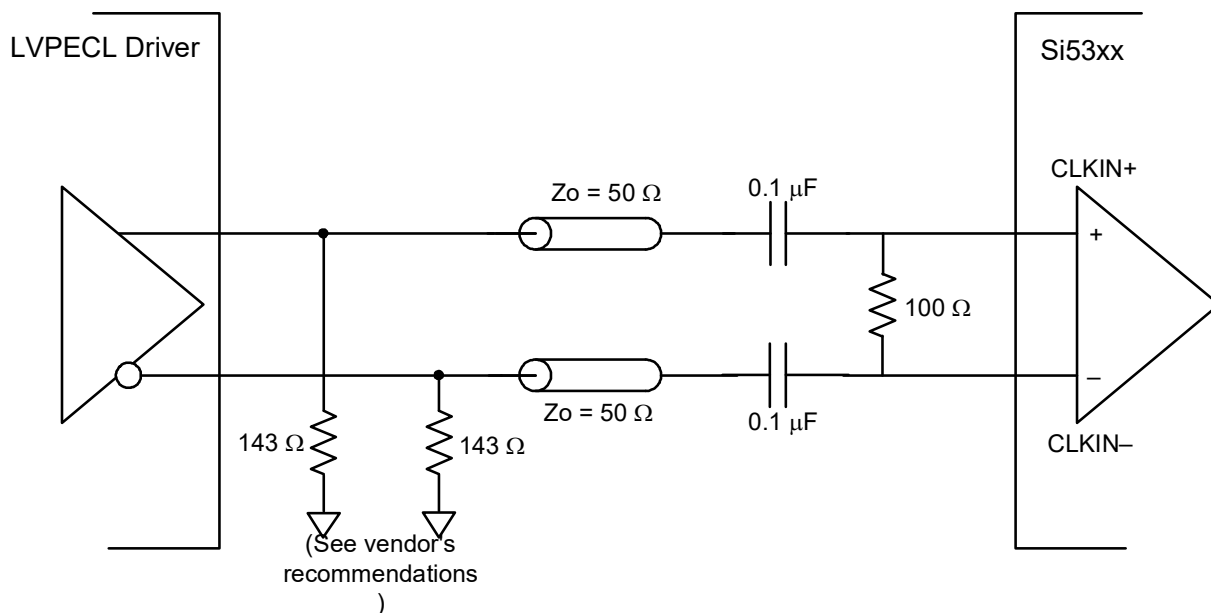 LVPECL Driver
Si53xx
CLKIN+
Zo = 50 Ω
0.1 μF
+
100 Ω
–
Zo = 50 Ω
0.1 μF
CLKIN–
143 Ω
143 Ω
(See vendor's
recommendations
)